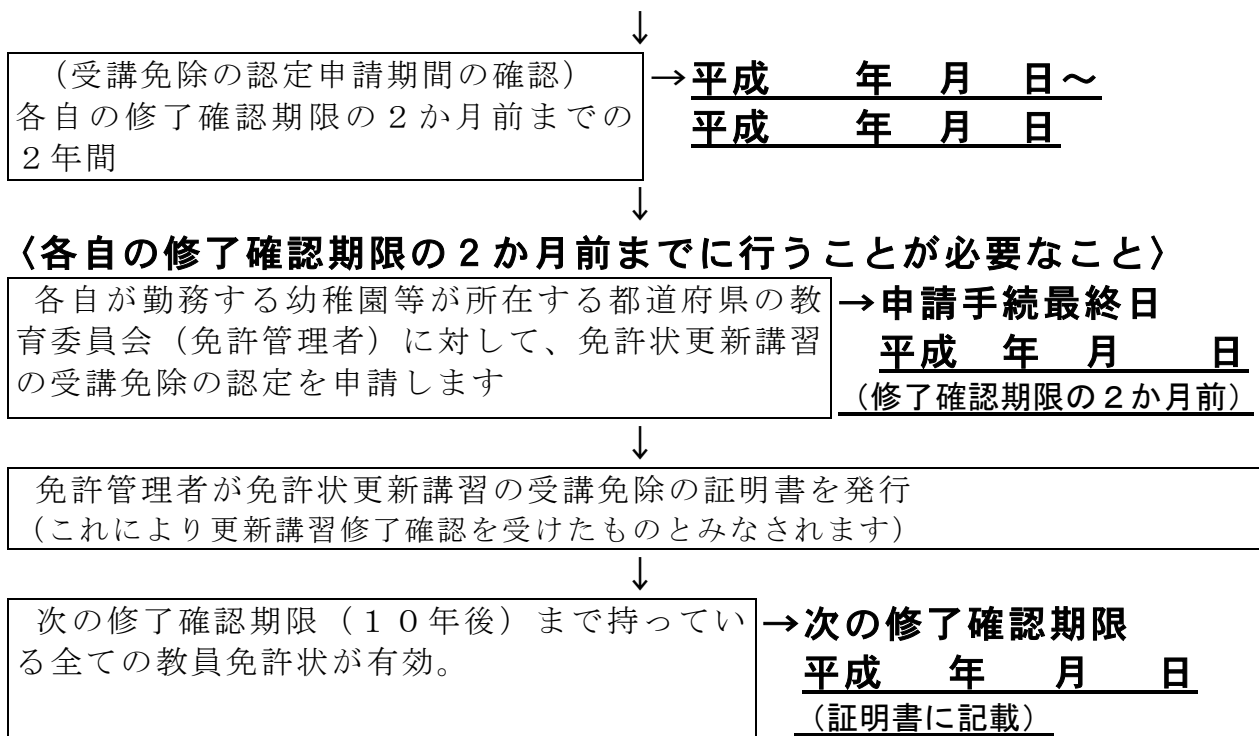 ↓
（受講免除の認定申請期間の確認）
各自の修了確認期限の２か月前までの
２年間
→平成　　年　月　日～
平成　　年　月　日
↓
〈各自の修了確認期限の２か月前までに行うことが必要なこと〉
各自が勤務する幼稚園等が所在する都道府県の教
育委員会（免許管理者）に対して、免許状更新講習
の受講免除の認定を申請します
→申請手続最終日
平成　年　月　　日
（修了確認期限の２か月前）
↓
免許管理者が免許状更新講習の受講免除の証明書を発行
（これにより更新講習修了確認を受けたものとみなされます）
↓
次の修了確認期限（１０年後）まで持ってい
る全ての教員免許状が有効。
→次の修了確認期限
平成　　年　　月　　日
（証明書に記載）